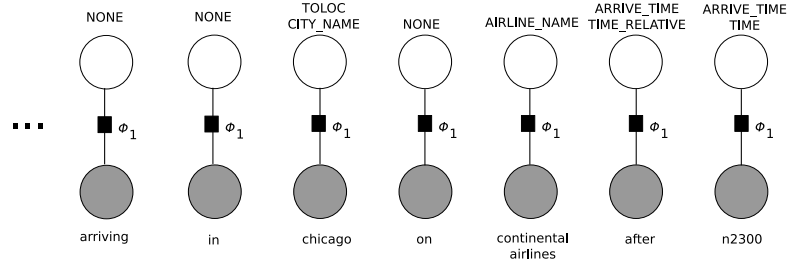 NONE NONE TOLOC CITY_NAME NONE AIRLINE_NAME ARRIVE_TIME TIME_RELATIVE ARRIVE_TIME TIME
... Φ1 Φ1 Φ1 Φ1 Φ1 Φ1 Φ1
arriving in chicago on continental airlines after n2300